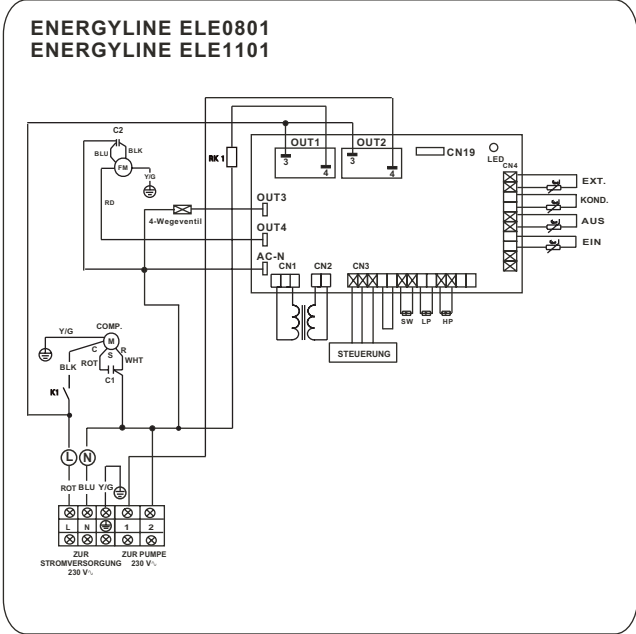 ENERGYLINE ELE0801
ENERGYLINE ELE1101
C2
BLU
BLK
FM
Y/G
RD
4-Wegeventil
RK 1
OUT1
OUT2
3
4
3
4
CN19
LED
CN4
EXT.
KOND.
AUS
EIN
OUT3
OUT4
AC-N
CN1
CN2
CN3
SW
LP
HP
STEUERUNG
Y/G
COMP.
M
C
S
R
BLK
ROT
WHT
C1
K1
L
N
ROT
BLU
Y/G
L
N
1
2
ZUR
STROMVERSORGUNG
230 V~
ZUR PUMPE
230 V~